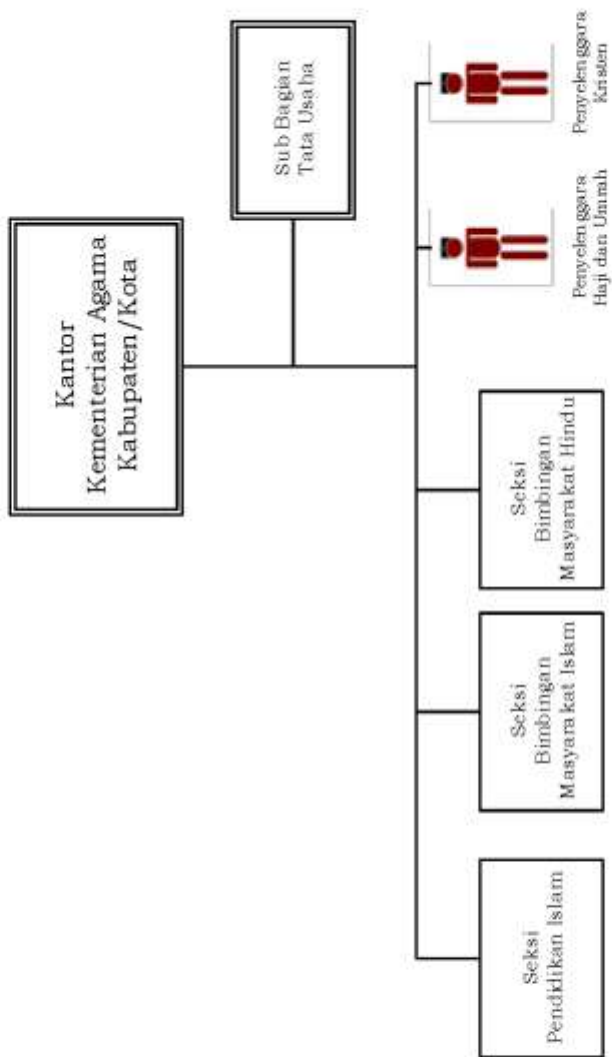 Kantor
Kementerian Agama
Kabupaten/Kota
Sub Bagian
Tata Usaha
Seksi
Pendidikan Islam
Seksi
Bimbingan
Masyarakat Islam
Seksi
Bimbingan
Masyarakat Hindu
Penyelenggara
Haji dan Umrah
Penyelenggara
Kristen